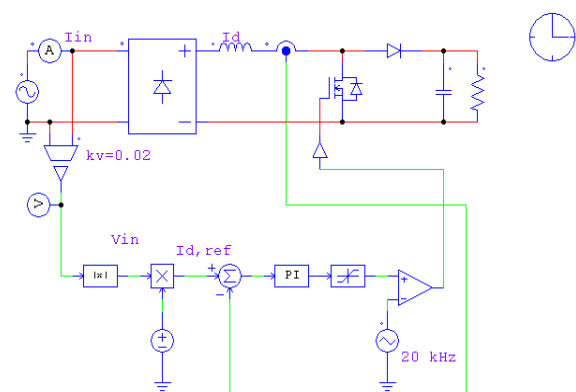 A
Iin
Id
kv=0.02
V
Vin
Id,ref
|x|
PI
20 kHz